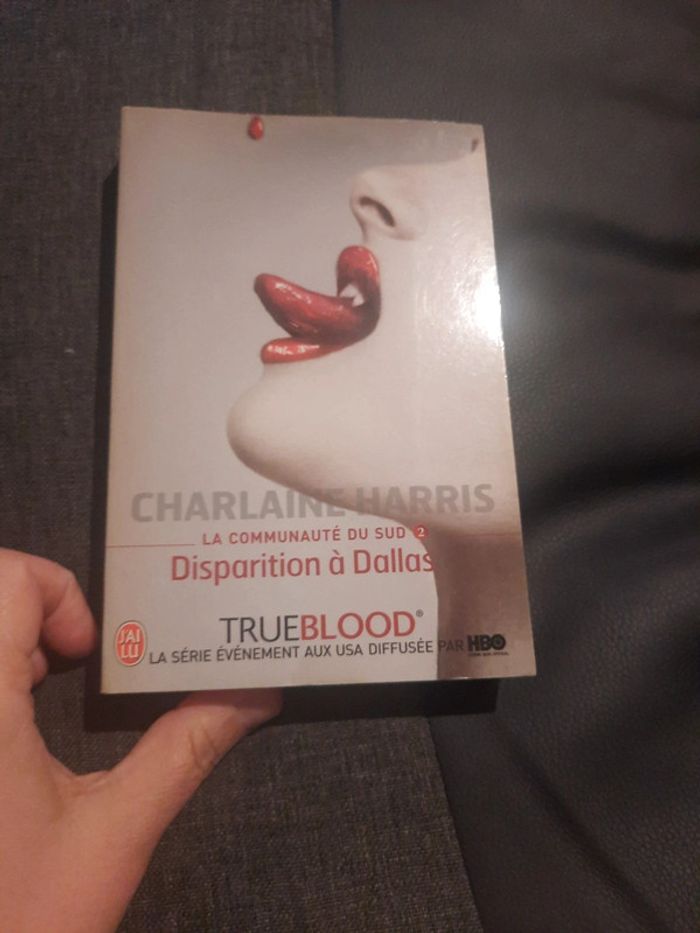 CHARLAINE HARRIS
LA COMMUNAUTÉ DU SUD 2
Disparition à Dallas
TRUEBLOOD®
J'AI LU
LA SÉRIE ÉVÉNEMENT AUX USA DIFFUSÉE PAR HBO